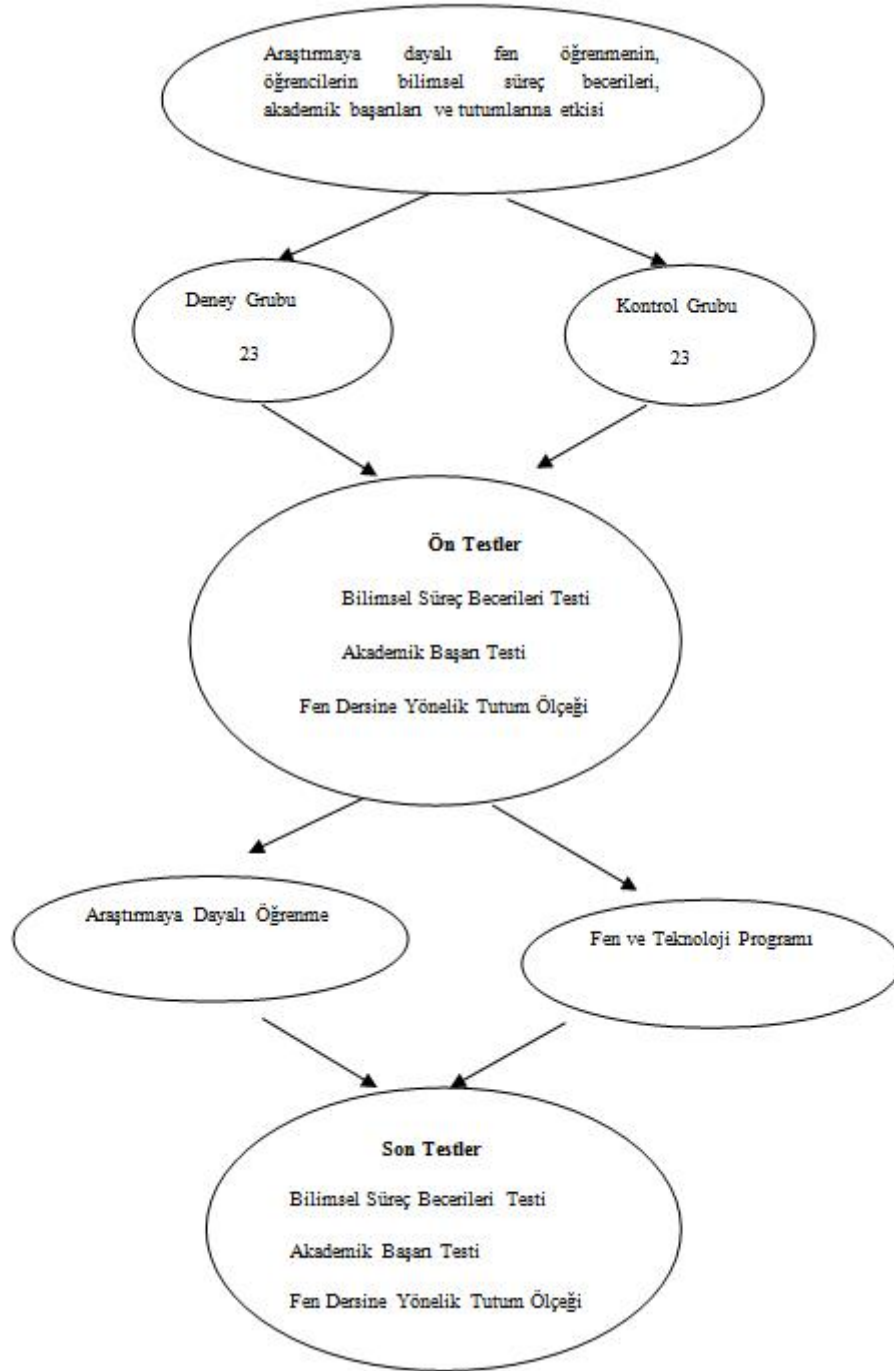 Araştırmaya dayalı fen öğrenmenin,
öğrencilerin bilimsel süreç becerileri,
akademik başarıları ve tutumlarına etkisi
Deney Grubu
23
Kontrol Grubu
23
Ön Testler
Bilimsel Süreç Becerileri Testi
Akademik Başarı Testi
Fen Dersine Yönelik Tutum Ölçeği
Araştırmaya Dayalı Öğrenme
Fen ve Teknoloji Programı
Son Testler
Bilimsel Süreç Becerileri Testi
Akademik Başarı Testi
Fen Dersine Yönelik Tutum Ölçeği